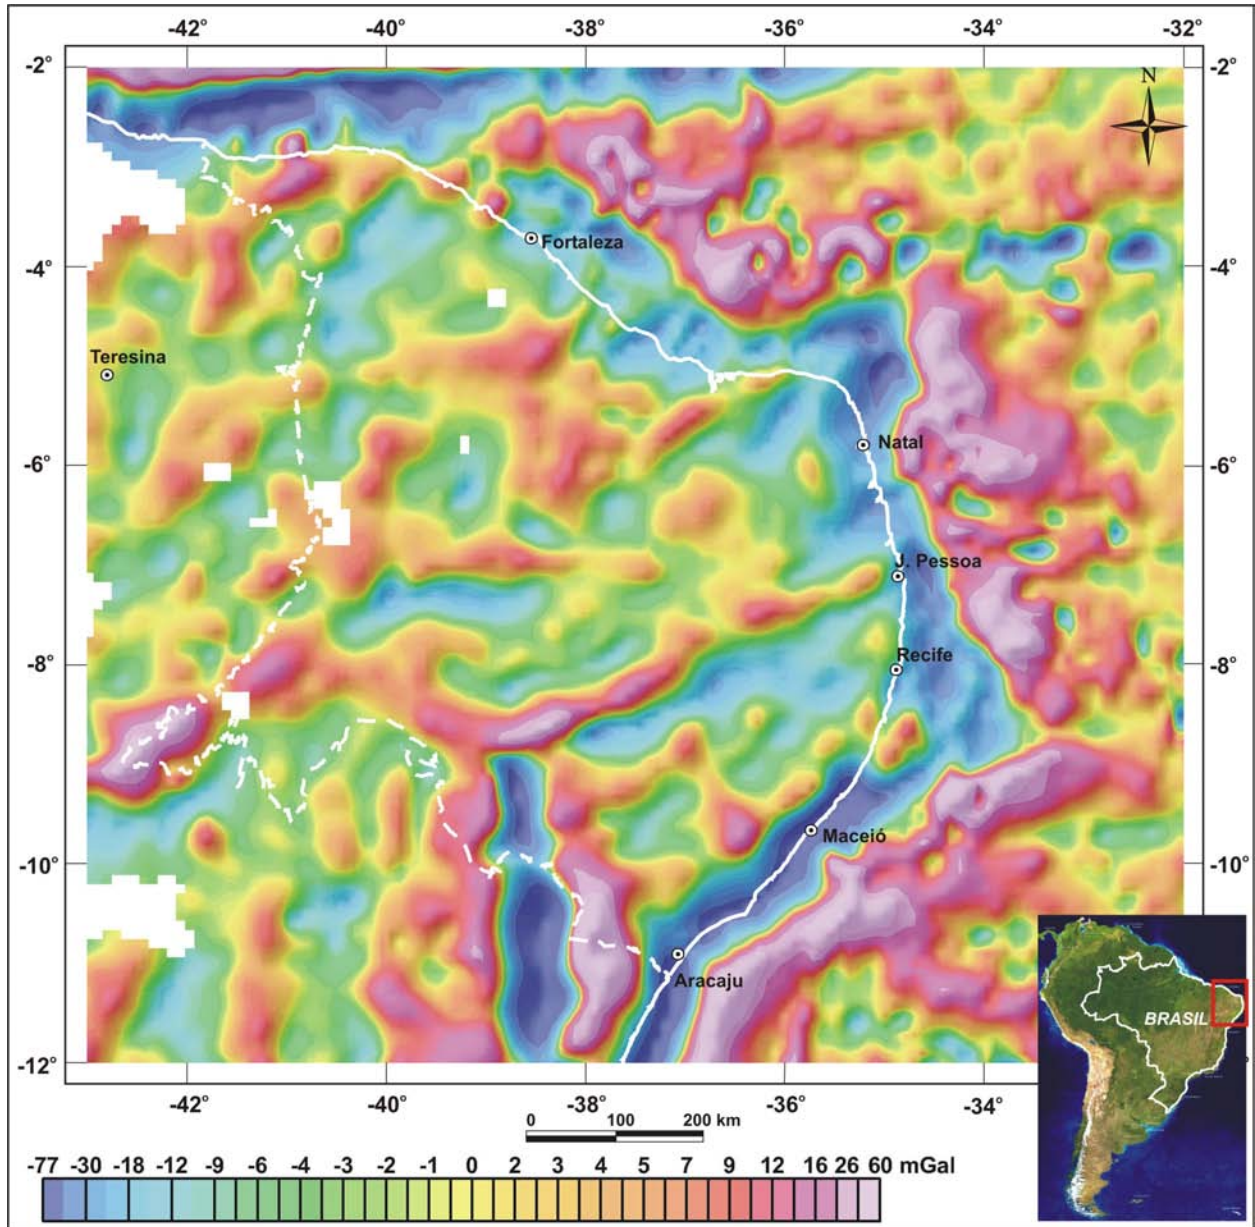 -42° -40° -38° -36° -34° -32°
-2° -2°
N
Fortaleza
-4° -4°
Teresina
Natal
-6° -6°
J. Pessoa
Recife
-8° -8°
Maceió
-10° -10°
Aracaju
BRASIL
-12°
-42° -40° -38° -36° -34°
0 100 200 km
-77 -30 -18 -12 -9 -6 -4 -3 -2 -1 0 2 3 4 5 7 9 12 16 26 60 mGal